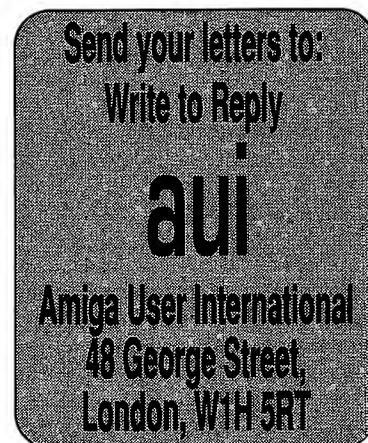 Send your letters to:
Write to Reply
aui
Amiga User International
48 George Street,
London, W1H 5RT